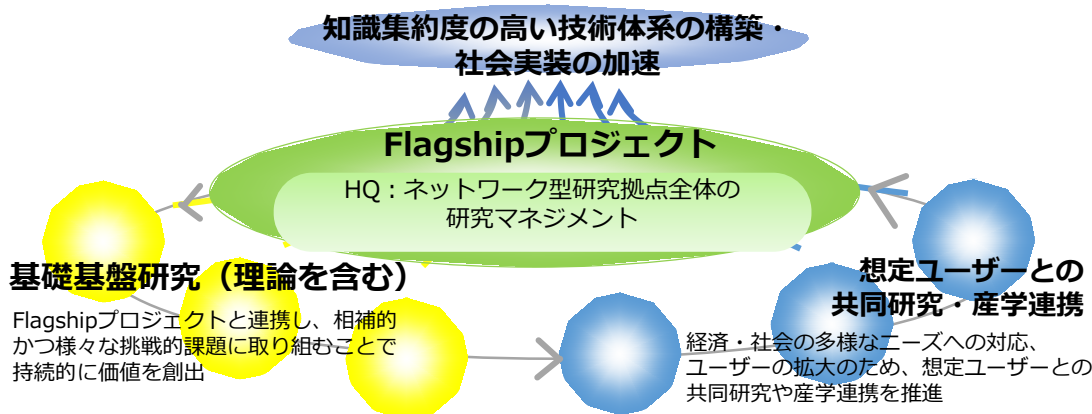 知識集約度の高い技術体系の構築・
社会実装の加速
Flagshipプロジェクト
HQ：ネットワーク型研究拠点全体の
研究マネジメント
基礎基盤研究（理論を含む）
Flagshipプロジェクトと連携し、相補的
かつ様々な挑戦的課題に取り組むことで
持続的に価値を創出
想定ユーザーとの
共同研究・産学連携
経済・社会の多様なニーズへの対応、
ユーザーの拡大のため、想定ユーザーとの
共同研究や産学連携を推進